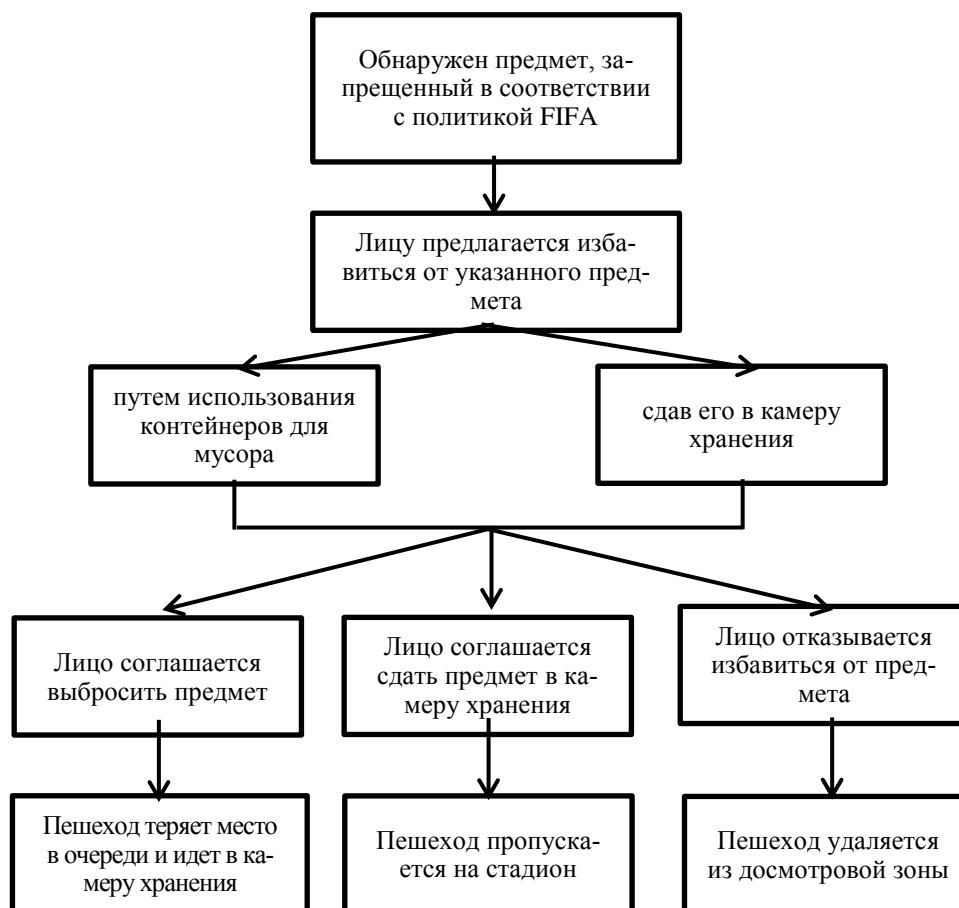 Обнаружен предмет, за-
прещенный в соответствии
с политикой FIFA
Лицу предлагается изба-
виться от указанного пред-
мета
путем использования
контейнеров для
мусора
сдав его в камеру
хранения
Лицо соглашается
выбросить предмет
Лицо соглашается
сдать предмет в ка-
меру хранения
Лицо отказывается
избавиться от пред-
мета
Пешеход теряет место
в очереди и идет в ка-
меру хранения
Пешеход пропуска-
ется на стадион
Пешеход удаляется
из досмотровой зоны